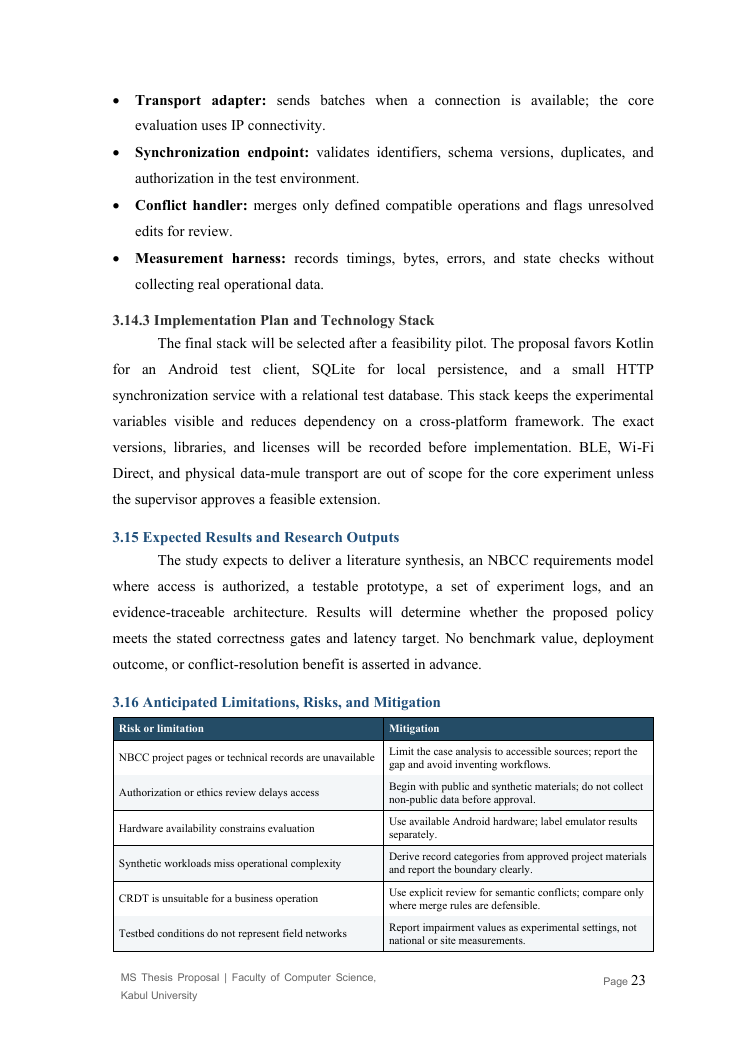 • Transport adapter: sends batches when a connection is available; the core
evaluation uses IP connectivity.
• Synchronization endpoint: validates identifiers, schema versions, duplicates, and
authorization in the test environment.
• Conflict handler: merges only defined compatible operations and flags unresolved
edits for review.
• Measurement harness: records timings, bytes, errors, and state checks without
collecting real operational data.
3.14.3 Implementation Plan and Technology Stack
The final stack will be selected after a feasibility pilot. The proposal favors Kotlin
for an Android test client, SQLite for local persistence, and a small HTTP
synchronization service with a relational test database. This stack keeps the experimental
variables visible and reduces dependency on a cross-platform framework. The exact
versions, libraries, and licenses will be recorded before implementation. BLE, Wi-Fi
Direct, and physical data-mule transport are out of scope for the core experiment unless
the supervisor approves a feasible extension.
3.15 Expected Results and Research Outputs
The study expects to deliver a literature synthesis, an NBCC requirements model
where access is authorized, a testable prototype, a set of experiment logs, and an
evidence-traceable architecture. Results will determine whether the proposed policy
meets the stated correctness gates and latency target. No benchmark value, deployment
outcome, or conflict-resolution benefit is asserted in advance.
3.16 Anticipated Limitations, Risks, and Mitigation
Risk or limitation
Mitigation
NBCC project pages or technical records are unavailable
Limit the case analysis to accessible sources; report the
gap and avoid inventing workflows.
Authorization or ethics review delays access
Begin with public and synthetic materials; do not collect
non-public data before approval.
Hardware availability constrains evaluation
Use available Android hardware; label emulator results
separately.
Synthetic workloads miss operational complexity
Derive record categories from approved project materials
and report the boundary clearly.
CRDT is unsuitable for a business operation
Use explicit review for semantic conflicts; compare only
where merge rules are defensible.
Testbed conditions do not represent field networks
Report impairment values as experimental settings, not
national or site measurements.
MS Thesis Proposal | Faculty of Computer Science,
Kabul University
Page 23